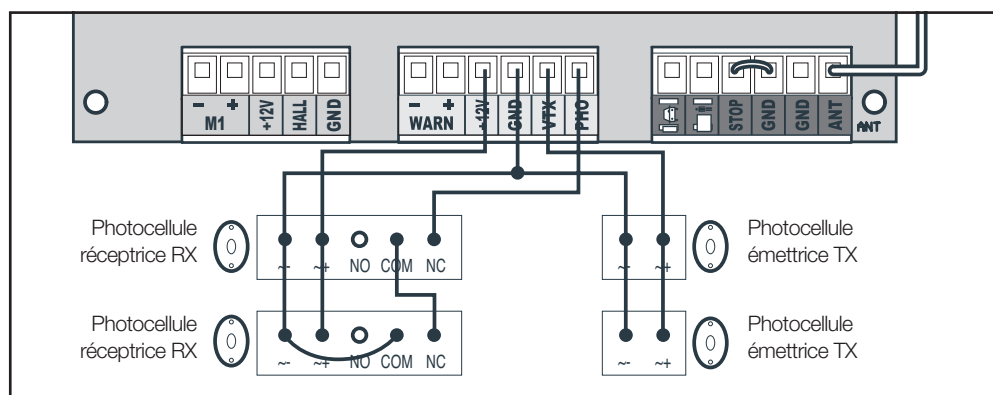 - + +12V HALL GND
M1
- + +12V GND VTX PHO
WARN
STOP GND GND ANT
ANT
Photocellule
réceptrice RX
~- ~+ NO COM NC
Photocellule
émettrice TX
~- ~+
Photocellule
réceptrice RX
~- ~+ NO COM NC
Photocellule
émettrice TX
~- ~+